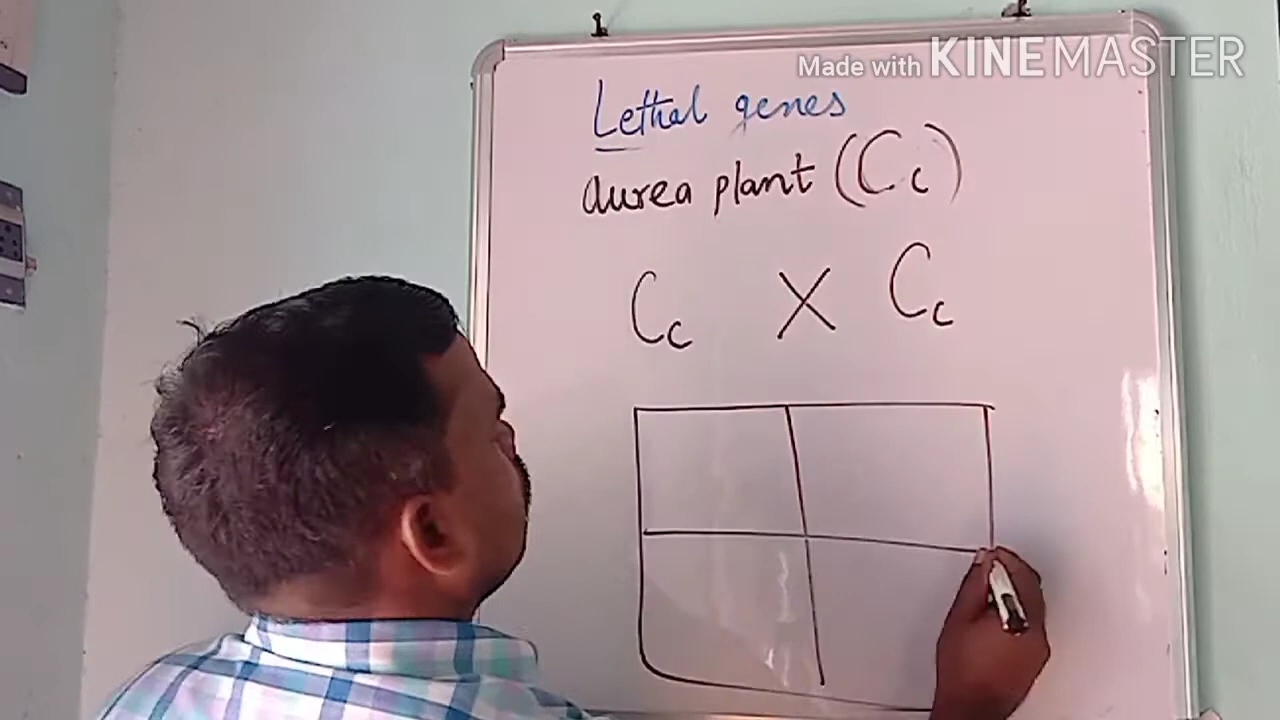 Made with KINEMASTER
Lethal genes
aurea plant (Cc)
Cc X Cc